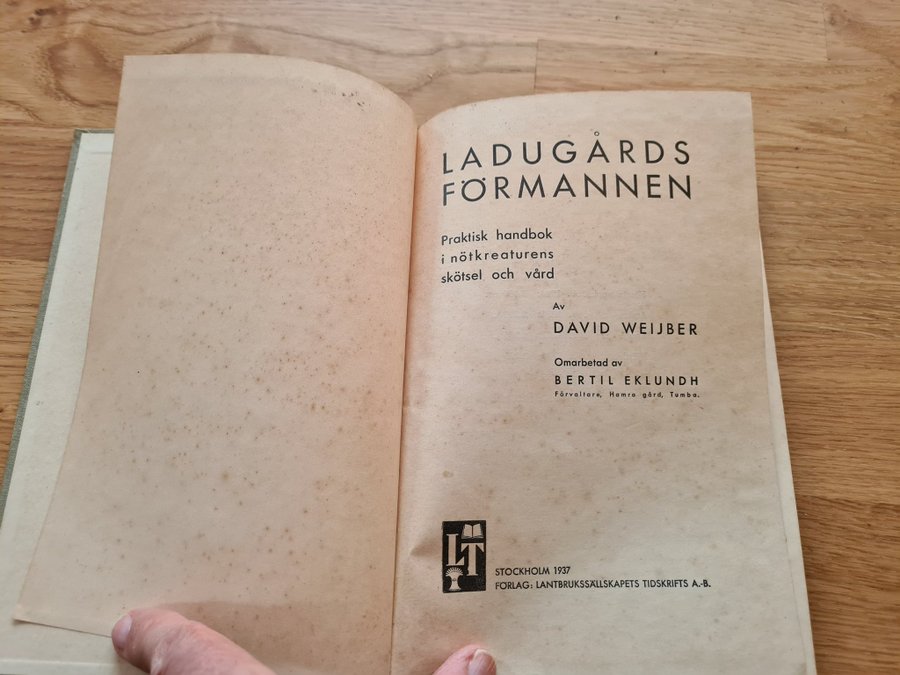 LADUGÅRDS
FÖRMANNEN
Praktisk handbok
i nötkreaturens
skötsel och vård
Av
DAVID WEIJBER
Omarbetad av
BERTIL EKLUNDH
Förvaltare, Hamra gård, Tumba.
LT
STOCKHOLM 1937
FÖRLAG: LANTBRUKSSÄLLSKAPETS TIDSKRIFTS A.-B.